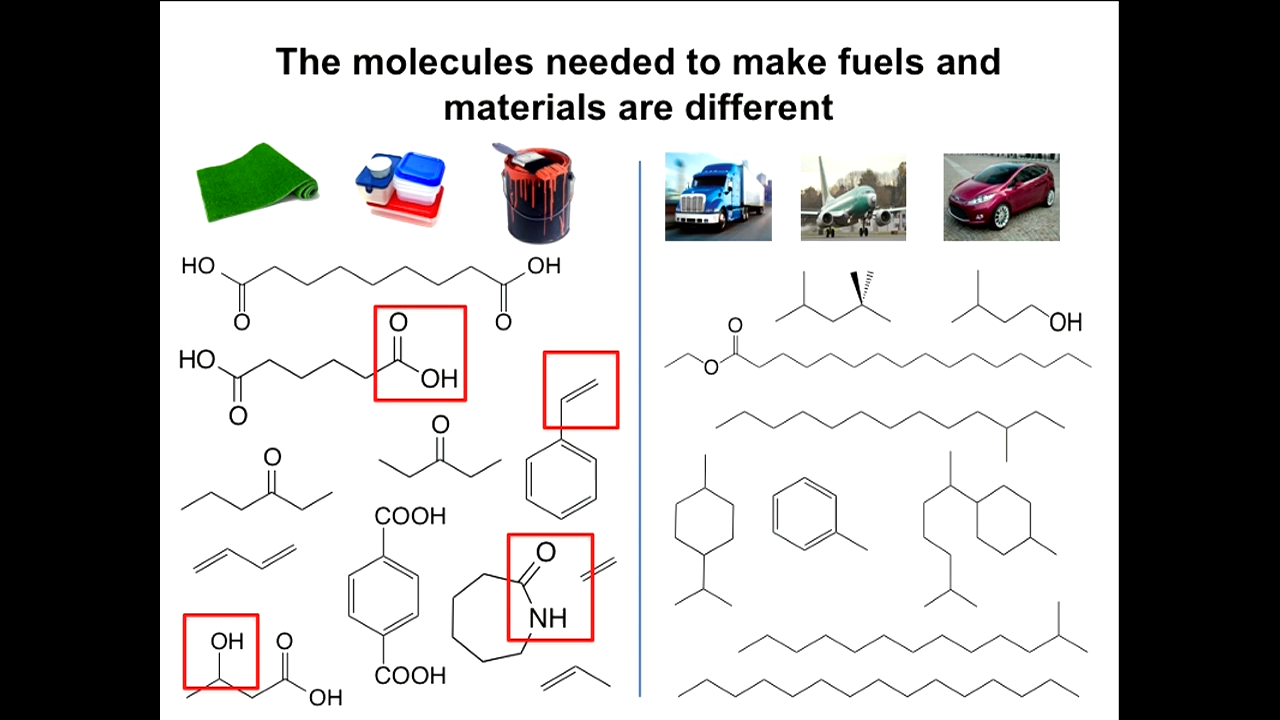 The molecules needed to make fuels and
materials are different
HO
OH
O
O
O
HO
OH
O
OH
O
O
O
O
COOH
O
NH
OH
O
COOH
OH